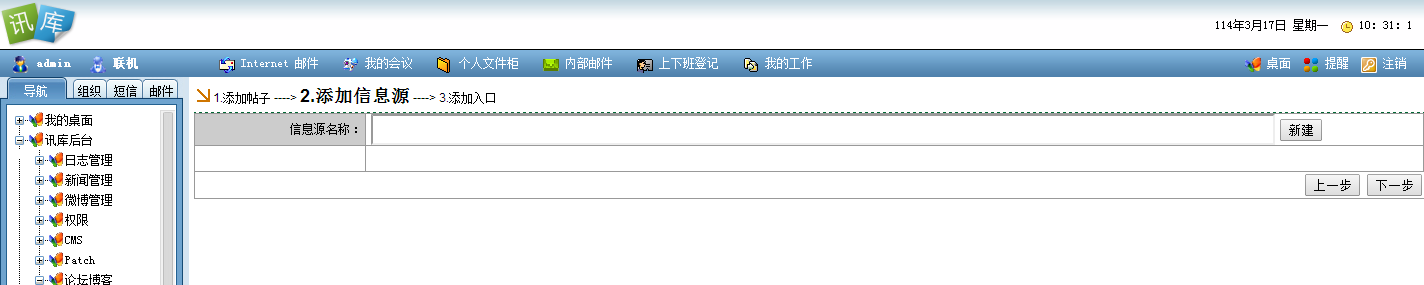 讯库
114年3月17日 星期一 10: 31: 1
admin 联机 Internet 邮件 我的会议 个人文件柜 内部邮件 上下班登记 我的工作 桌面 提醒 注销
导航 组织 短信 邮件
1.添加帖子 ----> 2.添加信息源 ----> 3.添加入口
信息源名称： 新建
上一步 下一步
我的桌面
讯库后台
日志管理
新闻管理
微博管理
权限
CMS
Patch
论坛博客